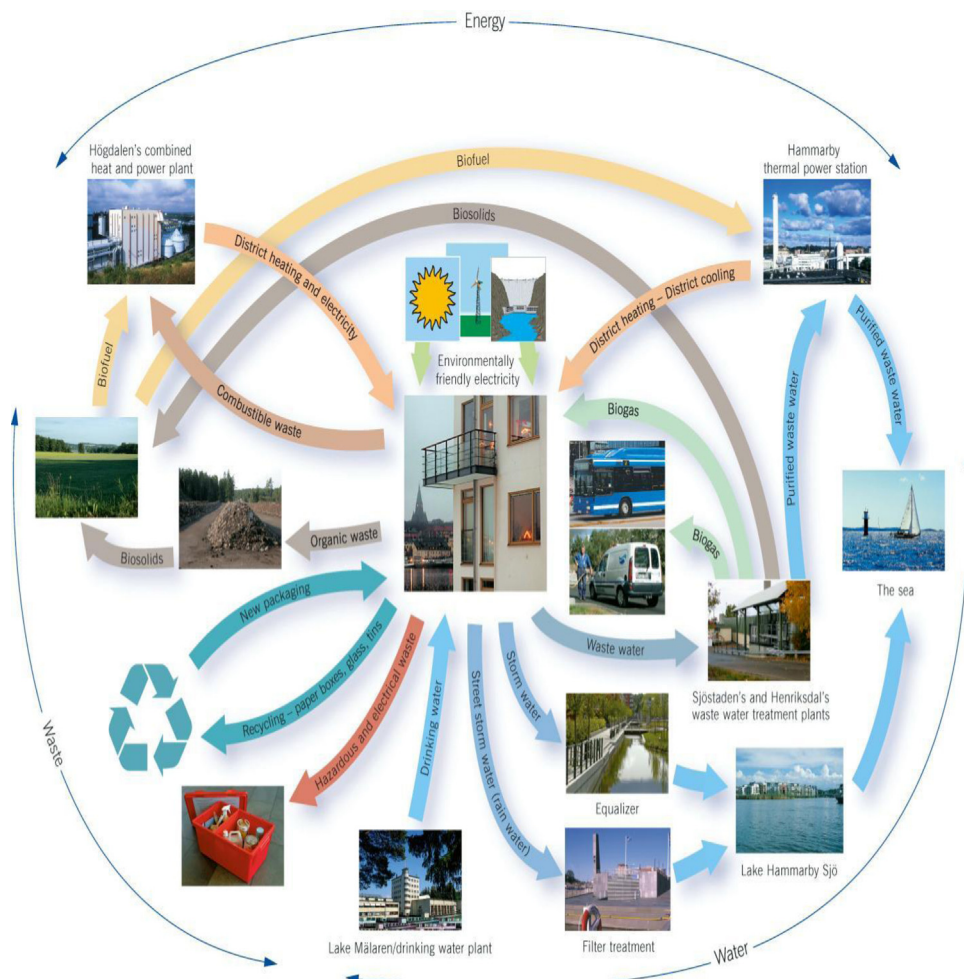 Energy
Högdalen's combined
heat and power plant
Biofuel
Hammarby
thermal power station
Biosolids
District heating and electricity
District heating – District cooling
Environmentally
friendly electricity
Biofuel
Combustible waste
Biogas
Purified waste water
Purified waste water
Organic waste
Biogas
Biosolids
The sea
New packaging
Waste water
Sjöstaden's and Henriksdal's
waste water treatment plants
Recycling – paper boxes, glass, tins
Hazardous and electrical waste
Drinking water
Street storm water (rain water)
Storm water
Waste
Equalizer
Lake Hammarby Sjö
Lake Mälaren/drinking water plant
Filter treatment
Water